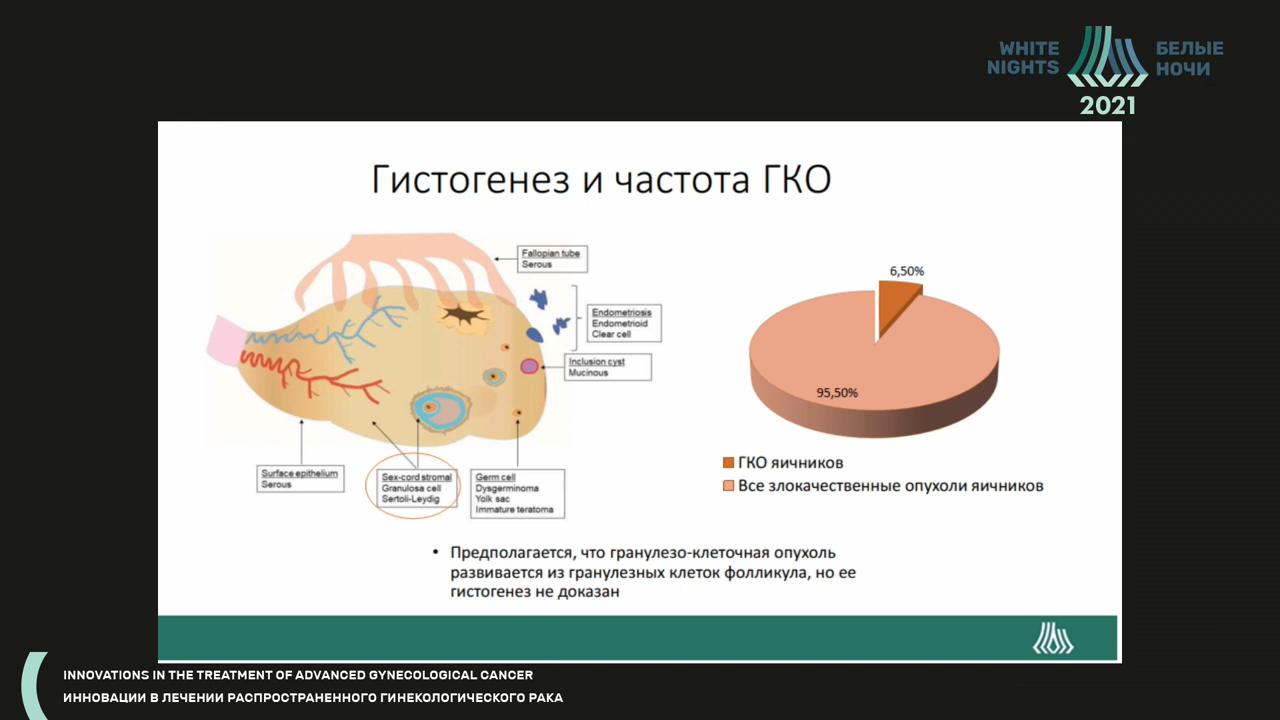 WHITE NIGHTS
БЕЛЫЕ НОЧИ
2021
Гистогенез и частота ГКО
Fallopian tube
Serous
Endometriosis
Endometrioid
Clear cell
Inclusion cyst
Mucinous
Surface epithelium
Serous
Sex-cord stromal
Granulosa cell
Sertoli-Leydig
Germ cell
Dysgerminoma
Yolk sac
Immature teratoma
6,50%
95,50%
ГКО яичников
Все злокачественные опухоли яичников
• Предполагается, что гранулезо-клеточная опухоль
развивается из гранулезных клеток фолликула, но ее
гистогенез не доказан
INNOVATIONS IN THE TREATMENT OF ADVANCED GYNECOLOGICAL CANCER
ИННОВАЦИИ В ЛЕЧЕНИИ РАСПРОСТРАНЕННОГО ГИНЕКОЛОГИЧЕСКОГО РАКА